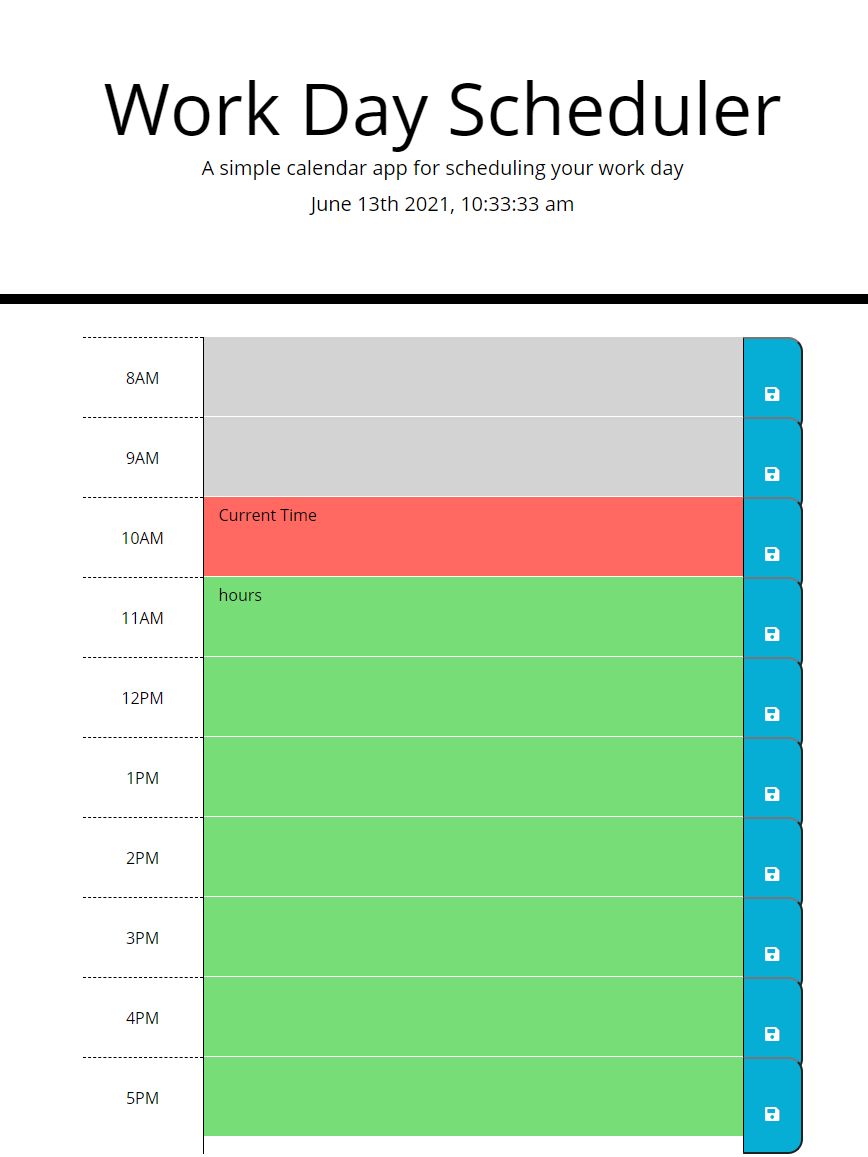 Work Day Scheduler
A simple calendar app for scheduling your work day
June 13th 2021, 10:33:33 am
8AM
9AM
10AM Current Time
11AM hours
12PM
1PM
2PM
3PM
4PM
5PM